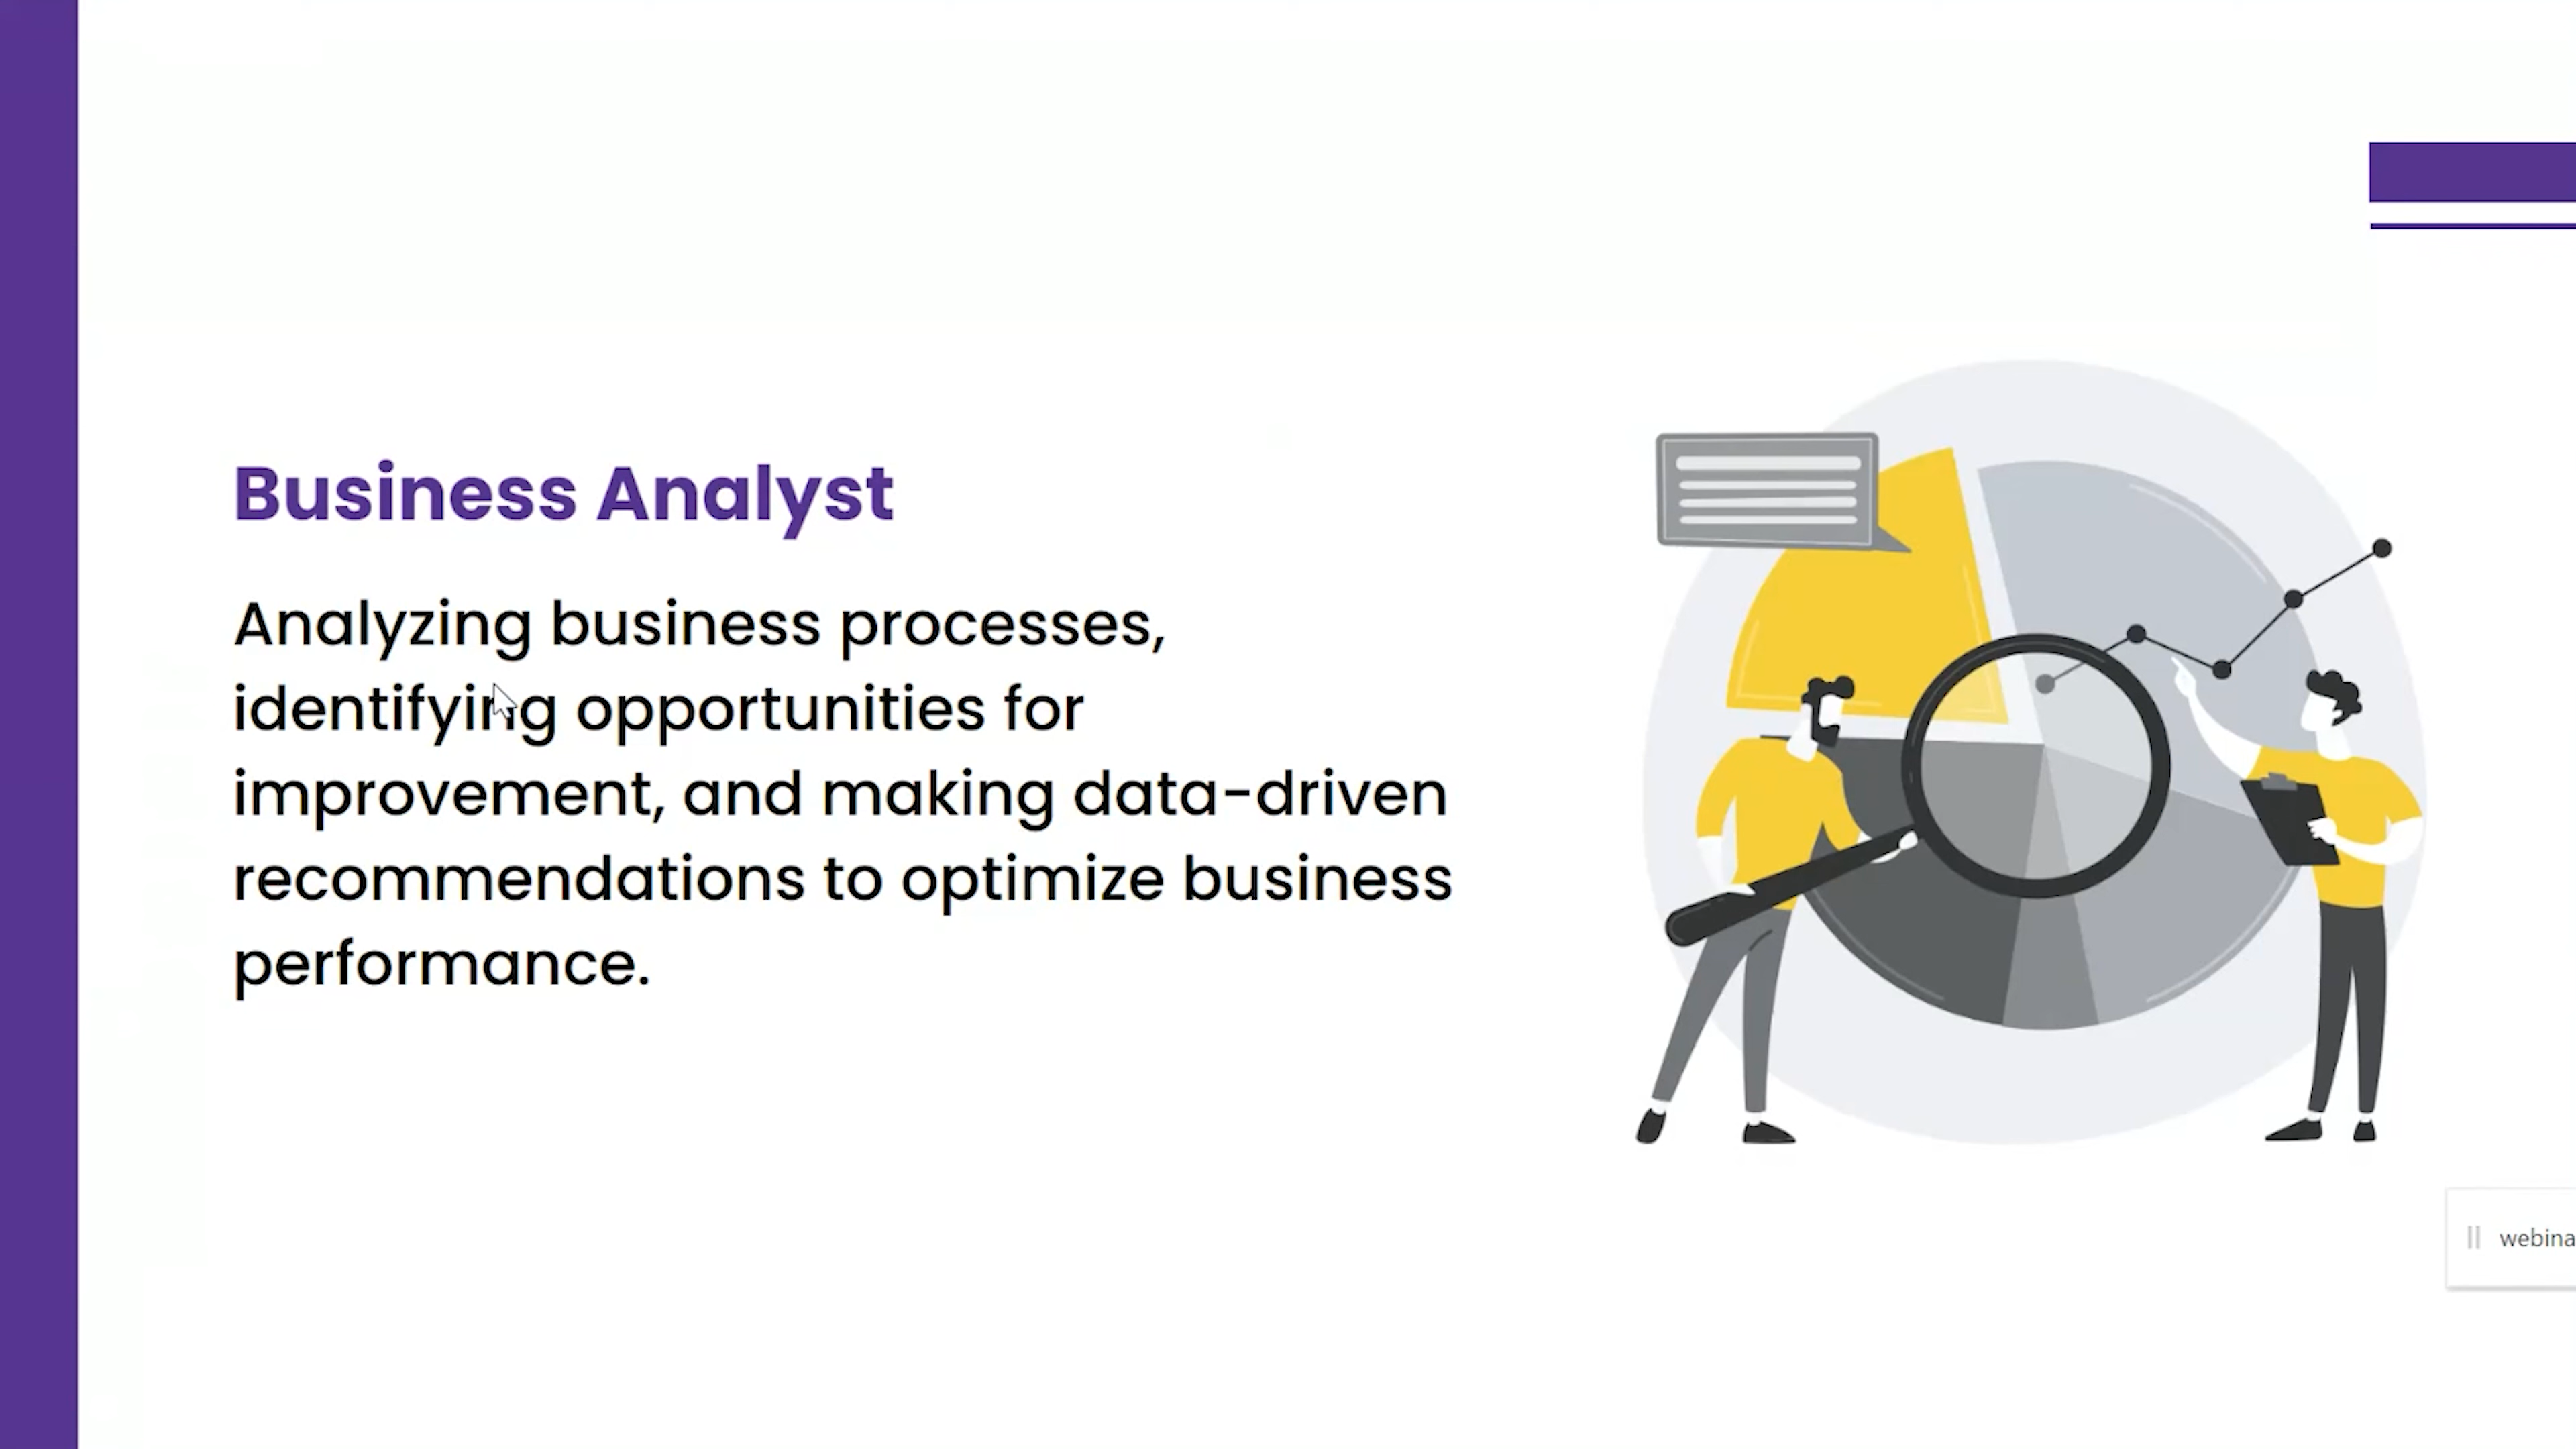 Business Analyst
Analyzing business processes,
identifying opportunities for
improvement, and making data-driven
recommendations to optimize business
performance.
webina